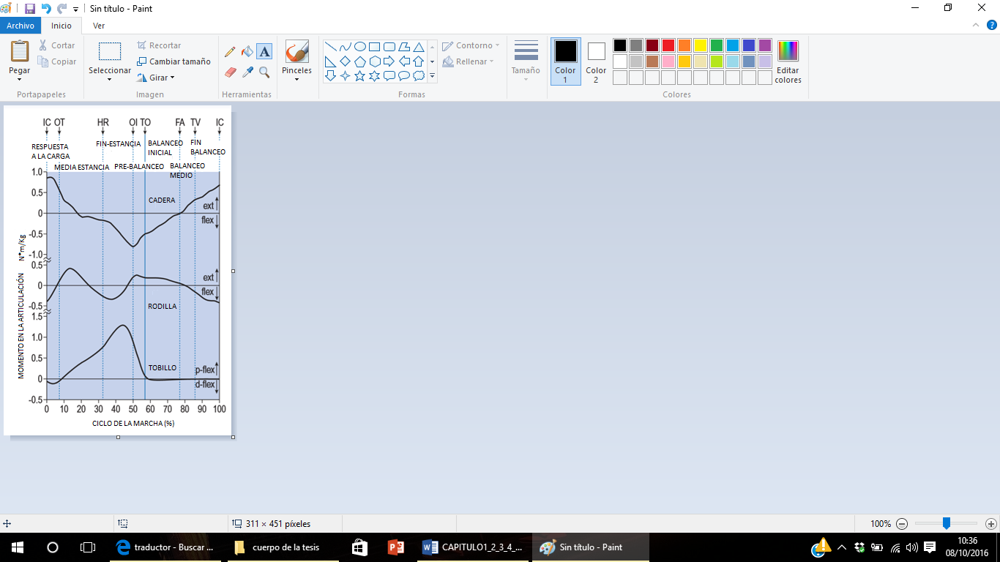 Sin título - Paint
Archivo Inicio Ver
Pegar
Cortar
Copiar
Portapapeles
Seleccionar
Recortar
Cambiar tamaño
Girar
Imagen
A
Herramientas
Pinceles
Contorno
Rellenar
Formas
Tamaño
Color 1
Color 2
Editar colores
Colores
IC OT HR OI TO FA TV IC
RESPUESTA
A LA CARGA
FIN-ESTANCIA
BALANCEO
INICIAL
FIN
BALANCEO
MEDIA ESTANCIA
PRE-BALANCEO
BALANCEO
MEDIO
1.0
0.5
0
-0.5
-1.0
CADERA
ext
flex
0.5
0
-0.5
ext
flex
RODILLA
1.5
0.5
0
-0.5
TOBILLO
p-flex
d-flex
MOMENTO EN LA ARTICULACIÓN N*m/Kg
0 10 20 30 40 50 60 70 80 90 100
CICLO DE LA MARCHA (%)
311 × 451 píxeles
100%
traductor - Buscar ...
cuerpo de la tesis
CAPITULO1_2_3_4_...
Sin título - Paint
10:36
08/10/2016